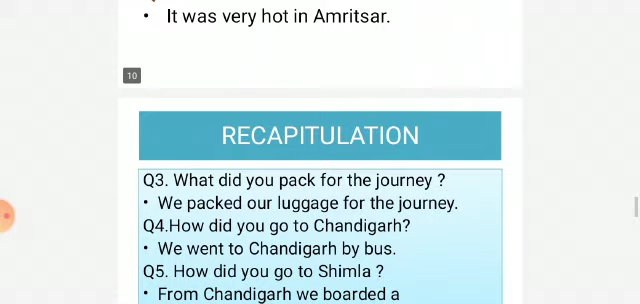 • It was very hot in Amritsar.
10
RECAPITULATION
Q3. What did you pack for the journey ?
• We packed our luggage for the journey.
Q4.How did you go to Chandigarh?
• We went to Chandigarh by bus.
Q5. How did you go to Shimla ?
• From Chandigarh we boarded a